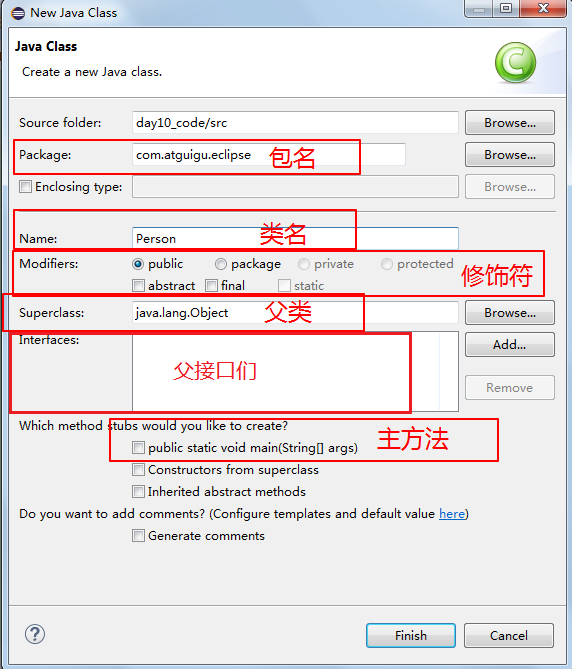 New Java Class
Java Class
Create a new Java class.
Source folder: day10_code/src Browse...
Package: com.atguigu.eclipse 包名 Browse...
Enclosing type: Browse...
Name: Person 类名
Modifiers: public package private protected 修饰符
abstract final static
Superclass: java.lang.Object 父类 Browse...
Interfaces: Add...
父接口们
Remove
Which method stubs would you like to create?
public static void main(String[] args) 主方法
Constructors from superclass
Inherited abstract methods
Do you want to add comments? (Configure templates and default value here)
Generate comments
? Finish Cancel